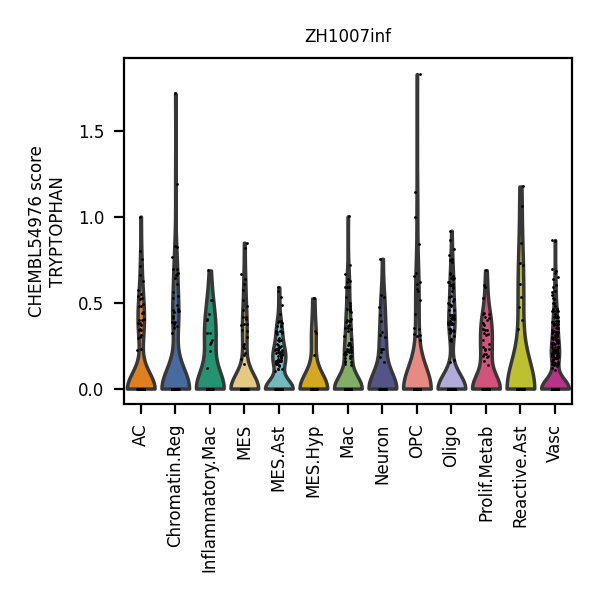 ZH1007inf
CHEMBL54976 score
TRYPTOPHAN
1.5
1.0
0.5
0.0
AC
Chromatin.Reg
Inflammatory.Mac
MES
MES.Ast
MES.Hyp
Mac
Neuron
OPC
Oligo
Prolif.Metab
Reactive.Ast
Vasc